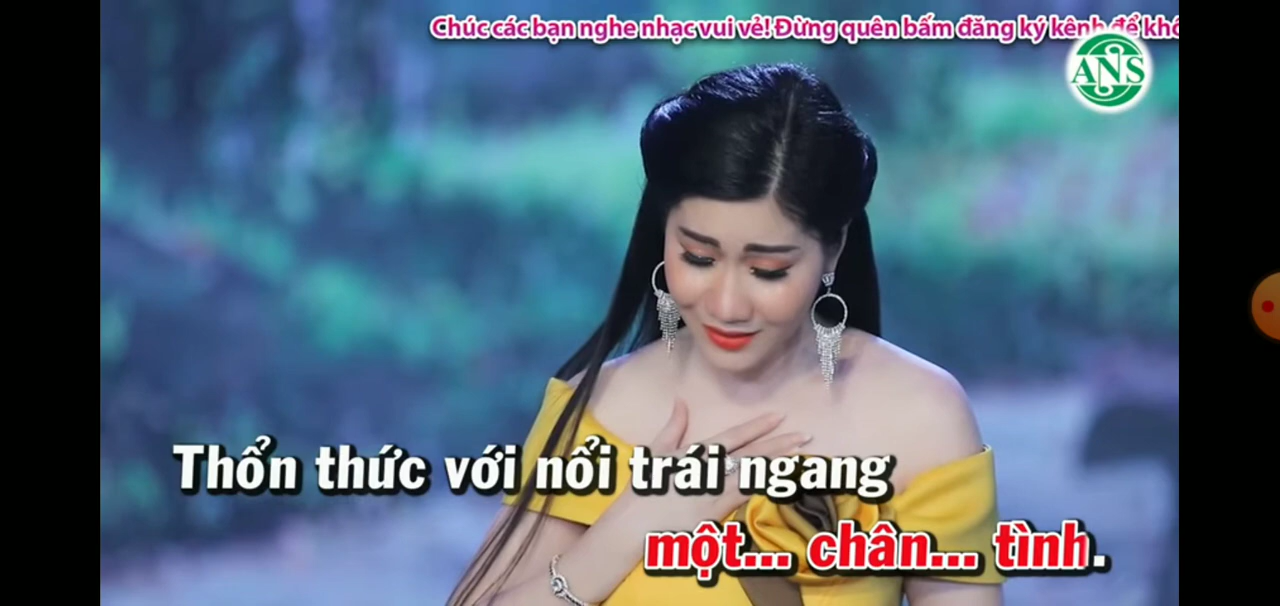 Chúc các bạn nghe nhạc vui vẻ! Đừng quên bấm đăng ký kênh để
ANS
Thổn thức với nổi trái ngang
một... chân... tình.